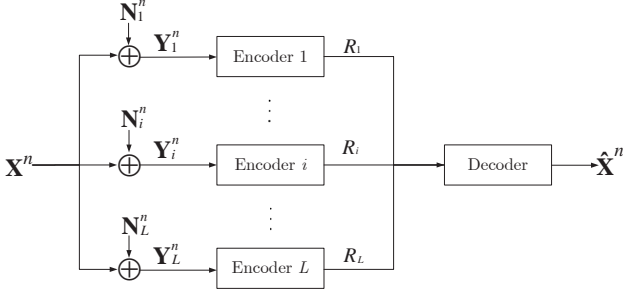 N₁ⁿ
Y₁ⁿ
Encoder 1
R₁
Nᵢⁿ
Xⁿ
Yᵢⁿ
Encoder i
Rᵢ
Decoder
X̂ⁿ
N_Lⁿ
Y_Lⁿ
Encoder L
R_L